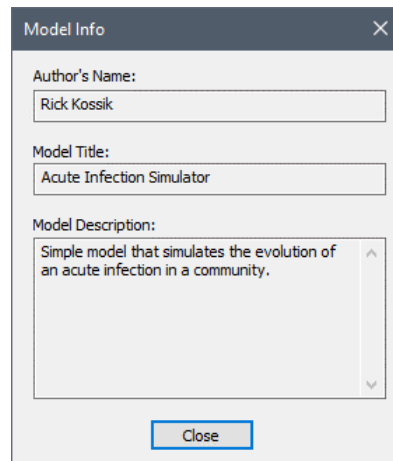 Model Info
Author's Name:
Rick Kossik
Model Title:
Acute Infection Simulator
Model Description:
Simple model that simulates the evolution of
an acute infection in a community.
Close